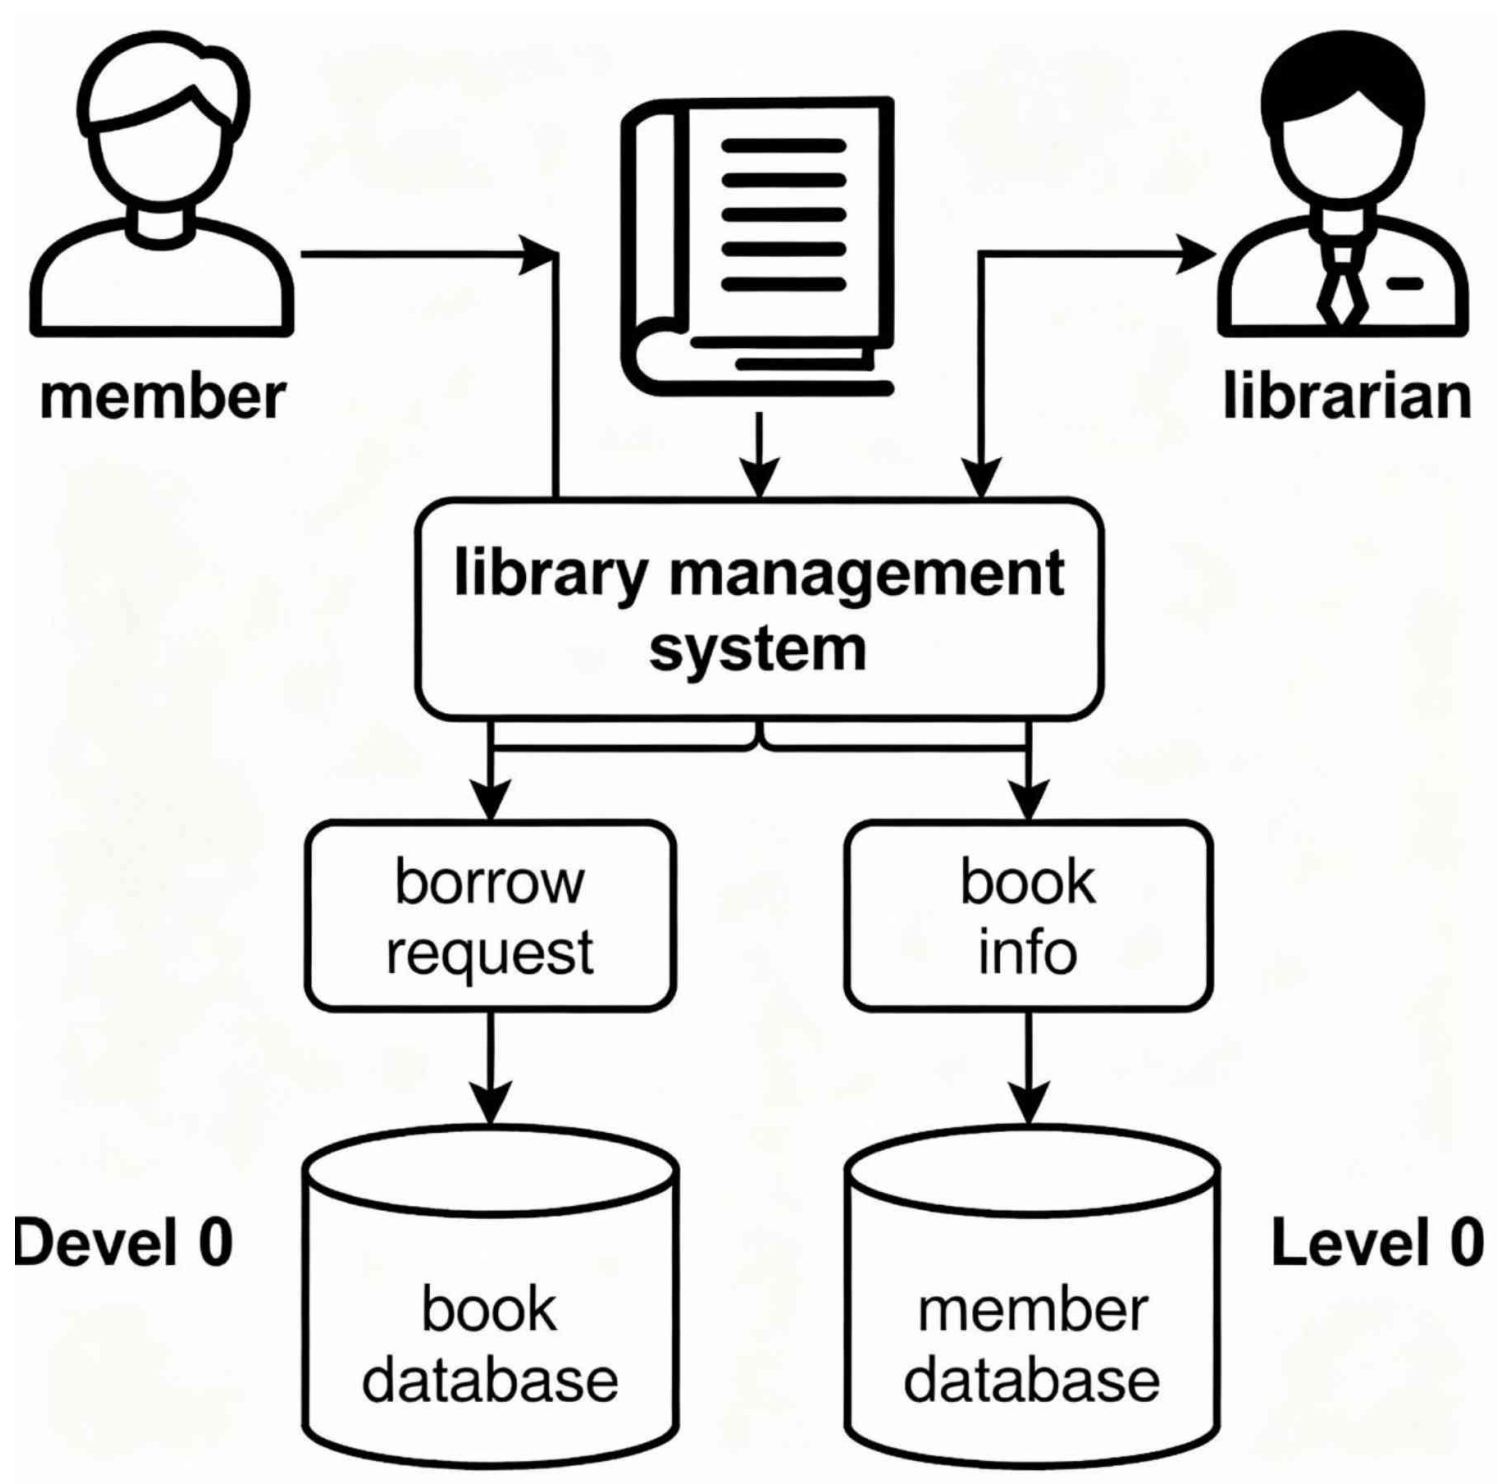 member
librarian
library management
system
borrow
request
book
info
Devel 0
Level 0
book
database
member
database